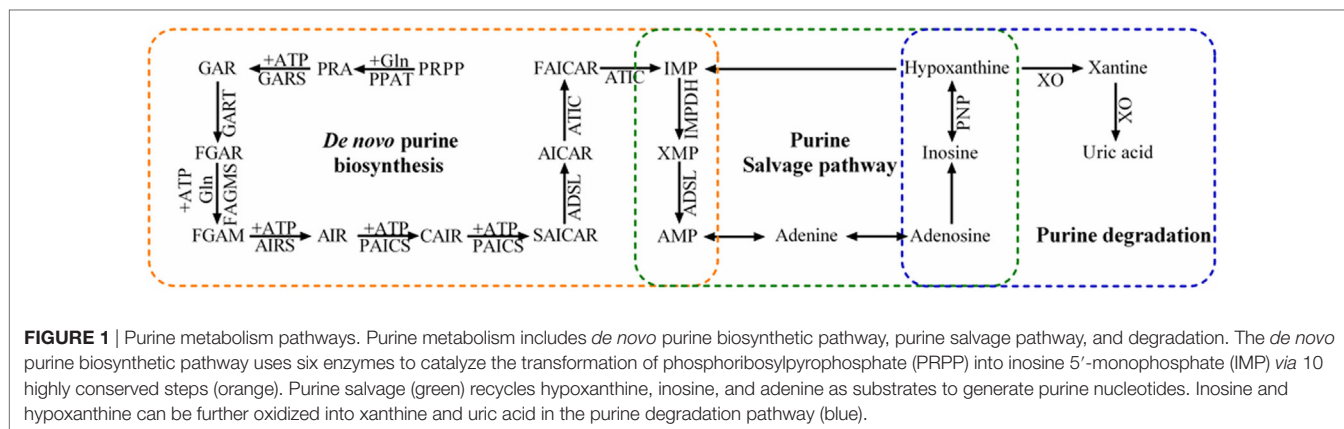 +ATP
+Gln
GAR
PRA
PRPP
FAICAR
IMP
Hypoxanthine
Xantine
GARS
PPAT
ATIC
XO
GART
ATIC
IMPDH
PNP
XO
De novo purine
biosynthesis
Purine
Salvage pathway
FGAR
AICAR
XMP
Inosine
Uric acid
+ATP
Gln
FAGMS
ADSL
ADSL
+ATP
+ATP
+ATP
FGAM
AIR
CAIR
SAICAR
AMP
Adenine
Adenosine
Purine degradation
AIRS
PAICS
PAICS
FIGURE 1 | Purine metabolism pathways. Purine metabolism includes de novo purine biosynthetic pathway, purine salvage pathway, and degradation. The de novo
purine biosynthetic pathway uses six enzymes to catalyze the transformation of phosphoribosylpyrophosphate (PRPP) into inosine 5′-monophosphate (IMP) via 10
highly conserved steps (orange). Purine salvage (green) recycles hypoxanthine, inosine, and adenine as substrates to generate purine nucleotides. Inosine and
hypoxanthine can be further oxidized into xanthine and uric acid in the purine degradation pathway (blue).